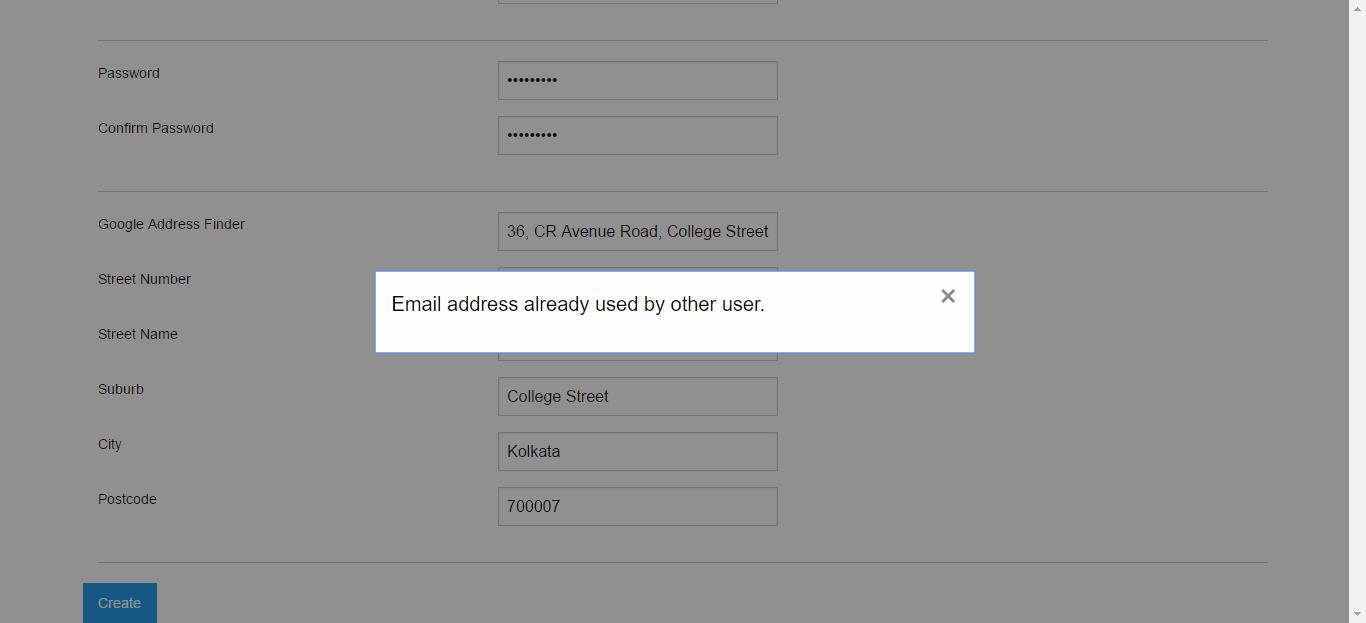 Password
•••••••••
Confirm Password
•••••••••
Google Address Finder
36, CR Avenue Road, College Street
Street Number
Email address already used by other user.
×
Street Name
Suburb
College Street
City
Kolkata
Postcode
700007
Create